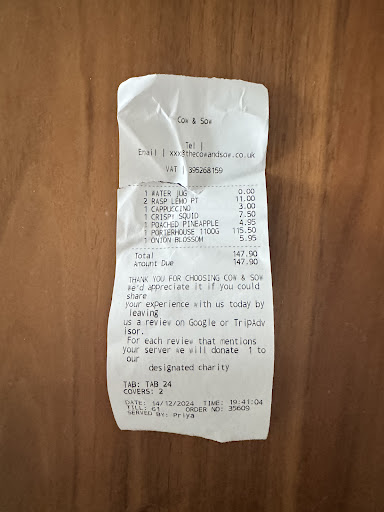 Cow & Sow
Tel |
Email | xxx@thecowandsow.co.uk
VAT | 395268159
1 WATER JUG 0.00
2 RASP LEMO PT 11.00
1 CAPPUCCINO 3.00
1 CRISPY SQUID 7.50
1 POACHED PINEAPPLE 4.95
1 PORTERHOUSE 1100G 115.50
1 ONION BLOSSOM 5.95
Total 147.90
Amount Due 147.90
THANK YOU FOR CHOOSING COW & SOW
We'd appreciate it if you could
share
your experience with us today by
leaving
us a review on Google or TripAdv
isor.
For each review that mentions
your server we will donate 1 to
our
designated charity
TAB: TAB 24
COVERS: 2
DATE: 14/12/2024 TIME: 19:41:04
TILL: 61 ORDER NO: 35609
SERVED BY: Priya